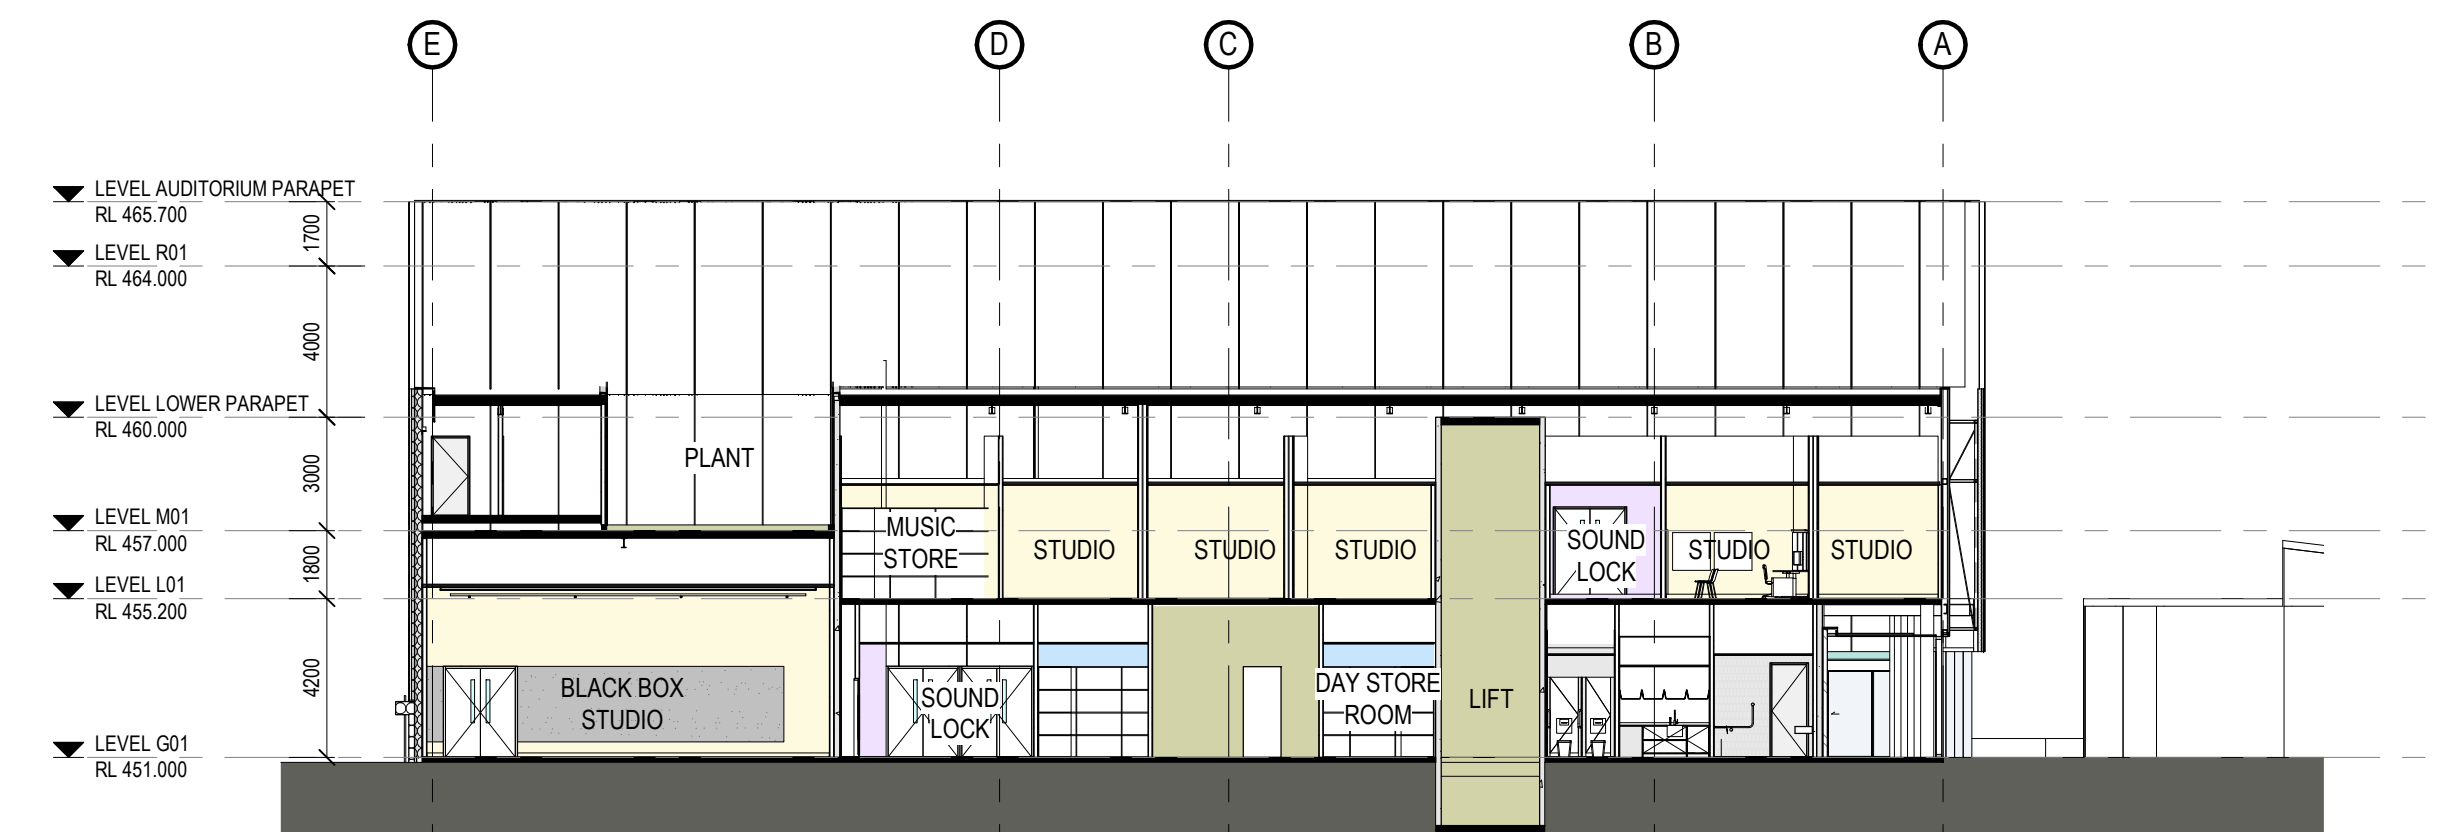 E
D
C
B
A
LEVEL AUDITORIUM PARAPET
RL 465.700
1700
LEVEL R01
RL 464.000
4000
LEVEL LOWER PARAPET
RL 460.000
3000
PLANT
LEVEL M01
RL 457.000
1800
MUSIC
STORE
STUDIO
STUDIO
STUDIO
SOUND
LOCK
STUDIO
STUDIO
LEVEL L01
RL 455.200
4200
BLACK BOX
STUDIO
SOUND
LOCK
DAY STORE
ROOM
LIFT
LEVEL G01
RL 451.000